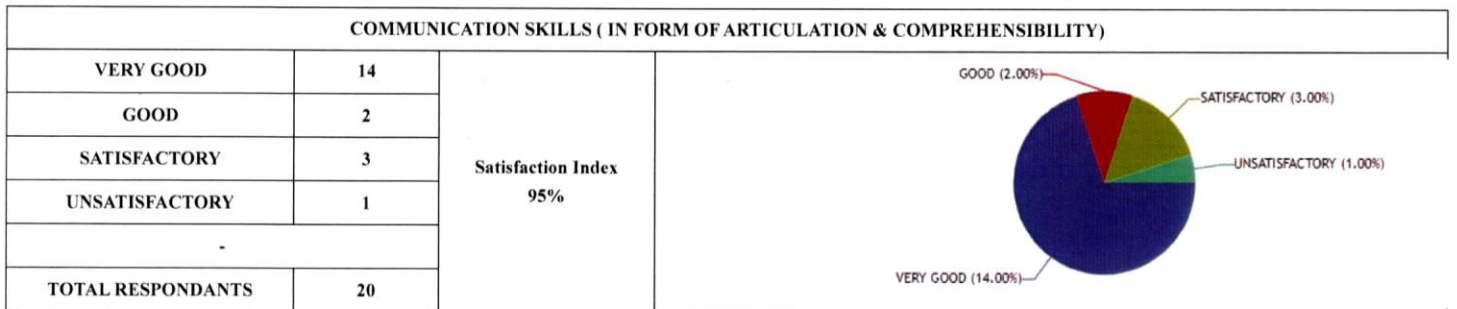 COMMUNICATION SKILLS ( IN FORM OF ARTICULATION & COMPREHENSIBILITY)
VERY GOOD 14
GOOD 2
SATISFACTORY 3
UNSATISFACTORY 1
-
TOTAL RESPONDANTS 20
Satisfaction Index
95%
GOOD (2.00%)
SATISFACTORY (3.00%)
UNSATISFACTORY (1.00%)
VERY GOOD (14.00%)